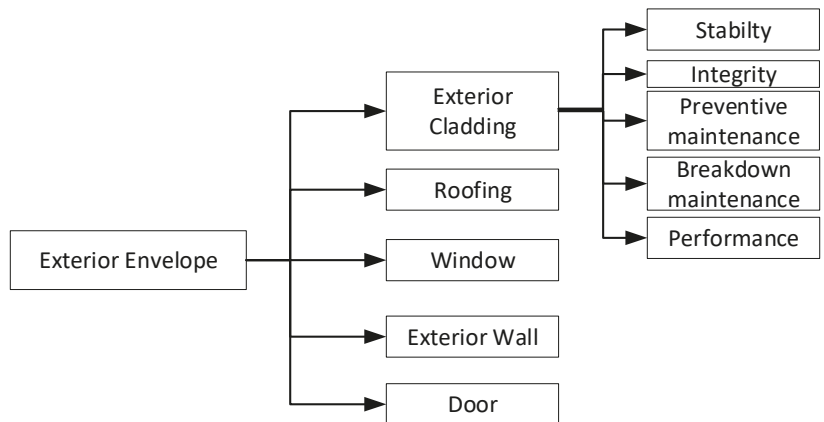 Exterior Envelope
Exterior
Cladding
Roofing
Window
Exterior Wall
Door
Stabilty
Integrity
Preventive
maintenance
Breakdown
maintenance
Performance